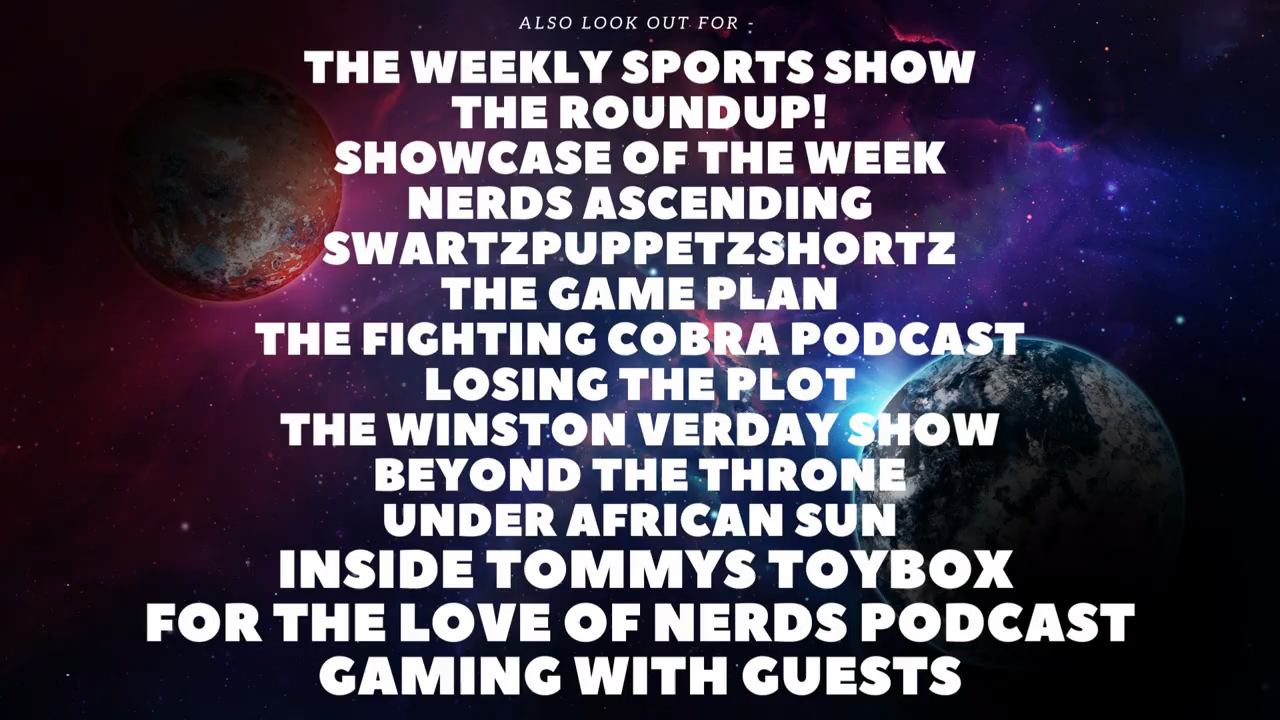 ALSO LOOK OUT FOR -
THE WEEKLY SPORTS SHOW
THE ROUNDUP!
SHOWCASE OF THE WEEK
NERDS ASCENDING
SWARTZPUPPETZSHORTZ
THE GAME PLAN
THE FIGHTING COBRA PODCAST
LOSING THE PLOT
THE WINSTON VERDAY SHOW
BEYOND THE THRONE
UNDER AFRICAN SUN
INSIDE TOMMYS TOYBOX
FOR THE LOVE OF NERDS PODCAST
GAMING WITH GUESTS